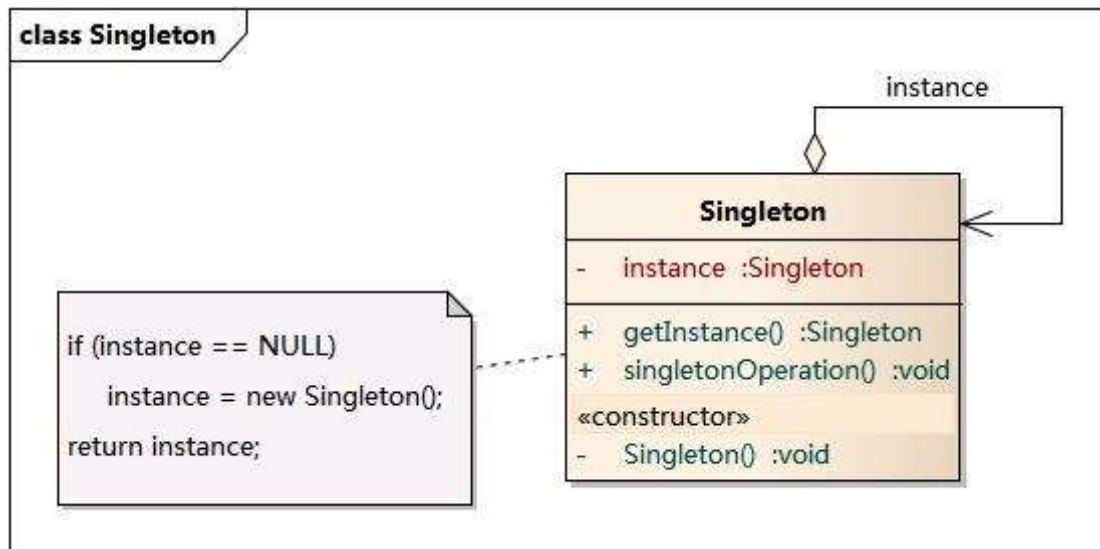 class Singleton
instance
Singleton
- instance :Singleton
+ getInstance() :Singleton
+ singletonOperation() :void
«constructor»
- Singleton() :void
if (instance == NULL)
instance = new Singleton();
return instance;